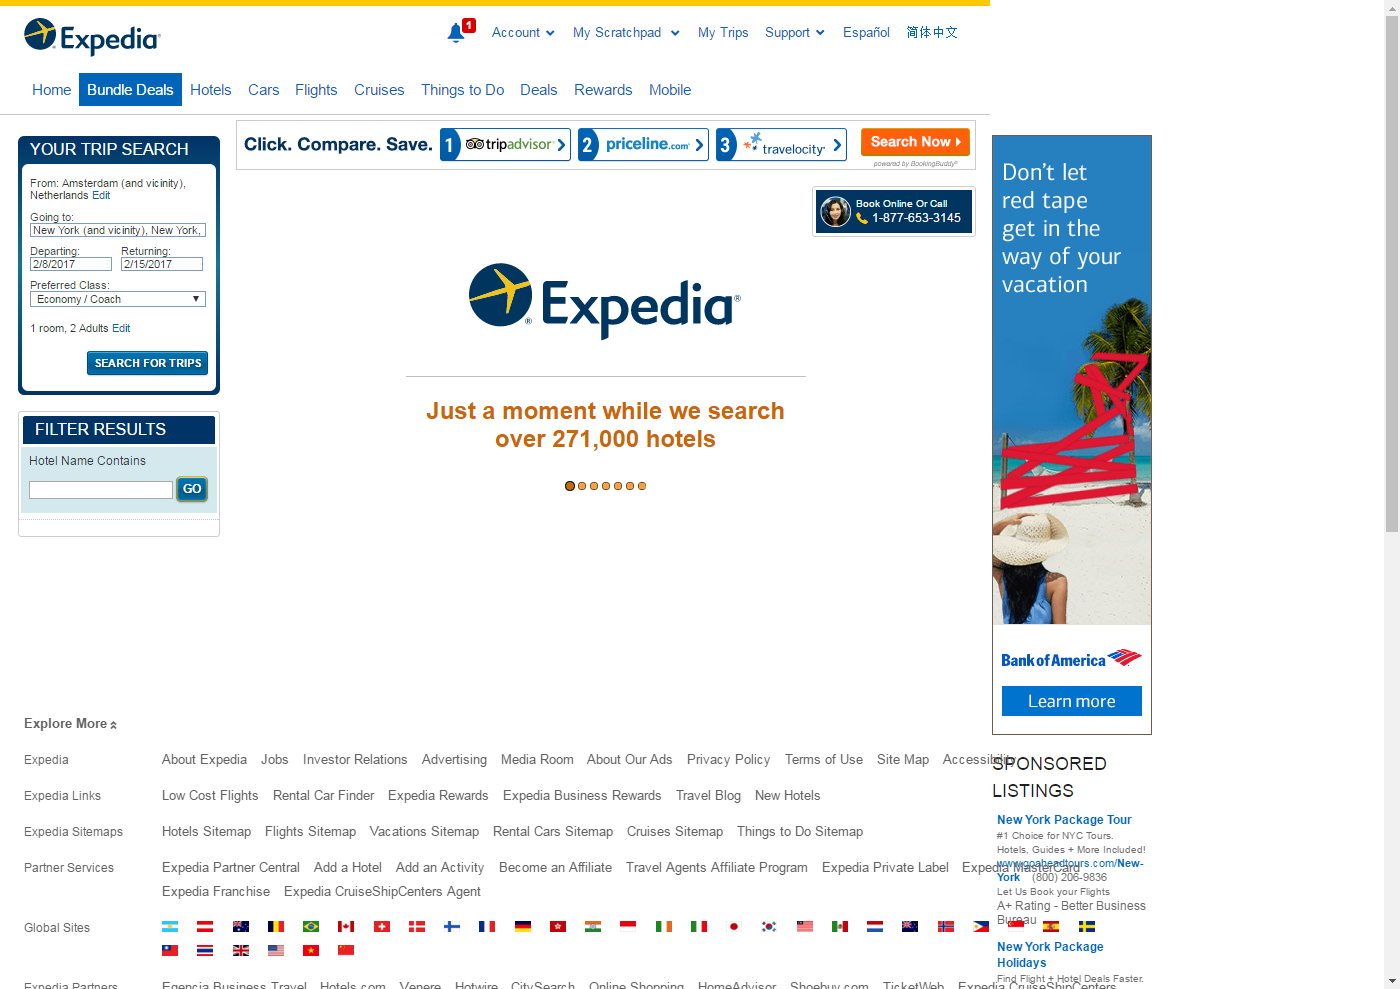 Expedia
1
Account
My Scratchpad
My Trips
Support
Español
简体中文
Home
Bundle Deals
Hotels
Cars
Flights
Cruises
Things to Do
Deals
Rewards
Mobile
YOUR TRIP SEARCH
From: Amsterdam (and vicinity),
Netherlands Edit
Going to:
New York (and vicinity), New York,
Departing:
Returning:
2/8/2017
2/15/2017
Preferred Class:
Economy / Coach
1 room, 2 Adults Edit
SEARCH FOR TRIPS
FILTER RESULTS
Hotel Name Contains
GO
Click. Compare. Save.
1 tripadvisor
2 priceline.com
3 travelocity
Search Now
powered by BookingBuddy
Book Online Or Call
1-877-653-3145
Expedia
Just a moment while we search
over 271,000 hotels
Don't let
red tape
get in the
way of your
vacation
Bank of America
Learn more
SPONSORED
LISTINGS
New York Package Tour
#1 Choice for NYC Tours.
Hotels, Guides + More Included!
www.goaheadtours.com/New-
York (800) 206-9836
Let Us Book your Flights
A+ Rating - Better Business
Bureau
New York Package
Holidays
Find Flight + Hotel Deals Faster.
Explore More
Expedia
About Expedia
Jobs
Investor Relations
Advertising
Media Room
About Our Ads
Privacy Policy
Terms of Use
Site Map
Accessibility
Expedia Links
Low Cost Flights
Rental Car Finder
Expedia Rewards
Expedia Business Rewards
Travel Blog
New Hotels
Expedia Sitemaps
Hotels Sitemap
Flights Sitemap
Vacations Sitemap
Rental Cars Sitemap
Cruises Sitemap
Things to Do Sitemap
Partner Services
Expedia Partner Central
Add a Hotel
Add an Activity
Become an Affiliate
Travel Agents Affiliate Program
Expedia Private Label
Expedia MasterCard
Expedia Franchise
Expedia CruiseShipCenters Agent
Global Sites
Expedia Partners
Egencia Business Travel
Hotels.com
Venere
Hotwire
CitySearch
Online Shopping
HomeAdvisor
Shoebuy.com
TicketWeb
Expedia CruiseShipCenters